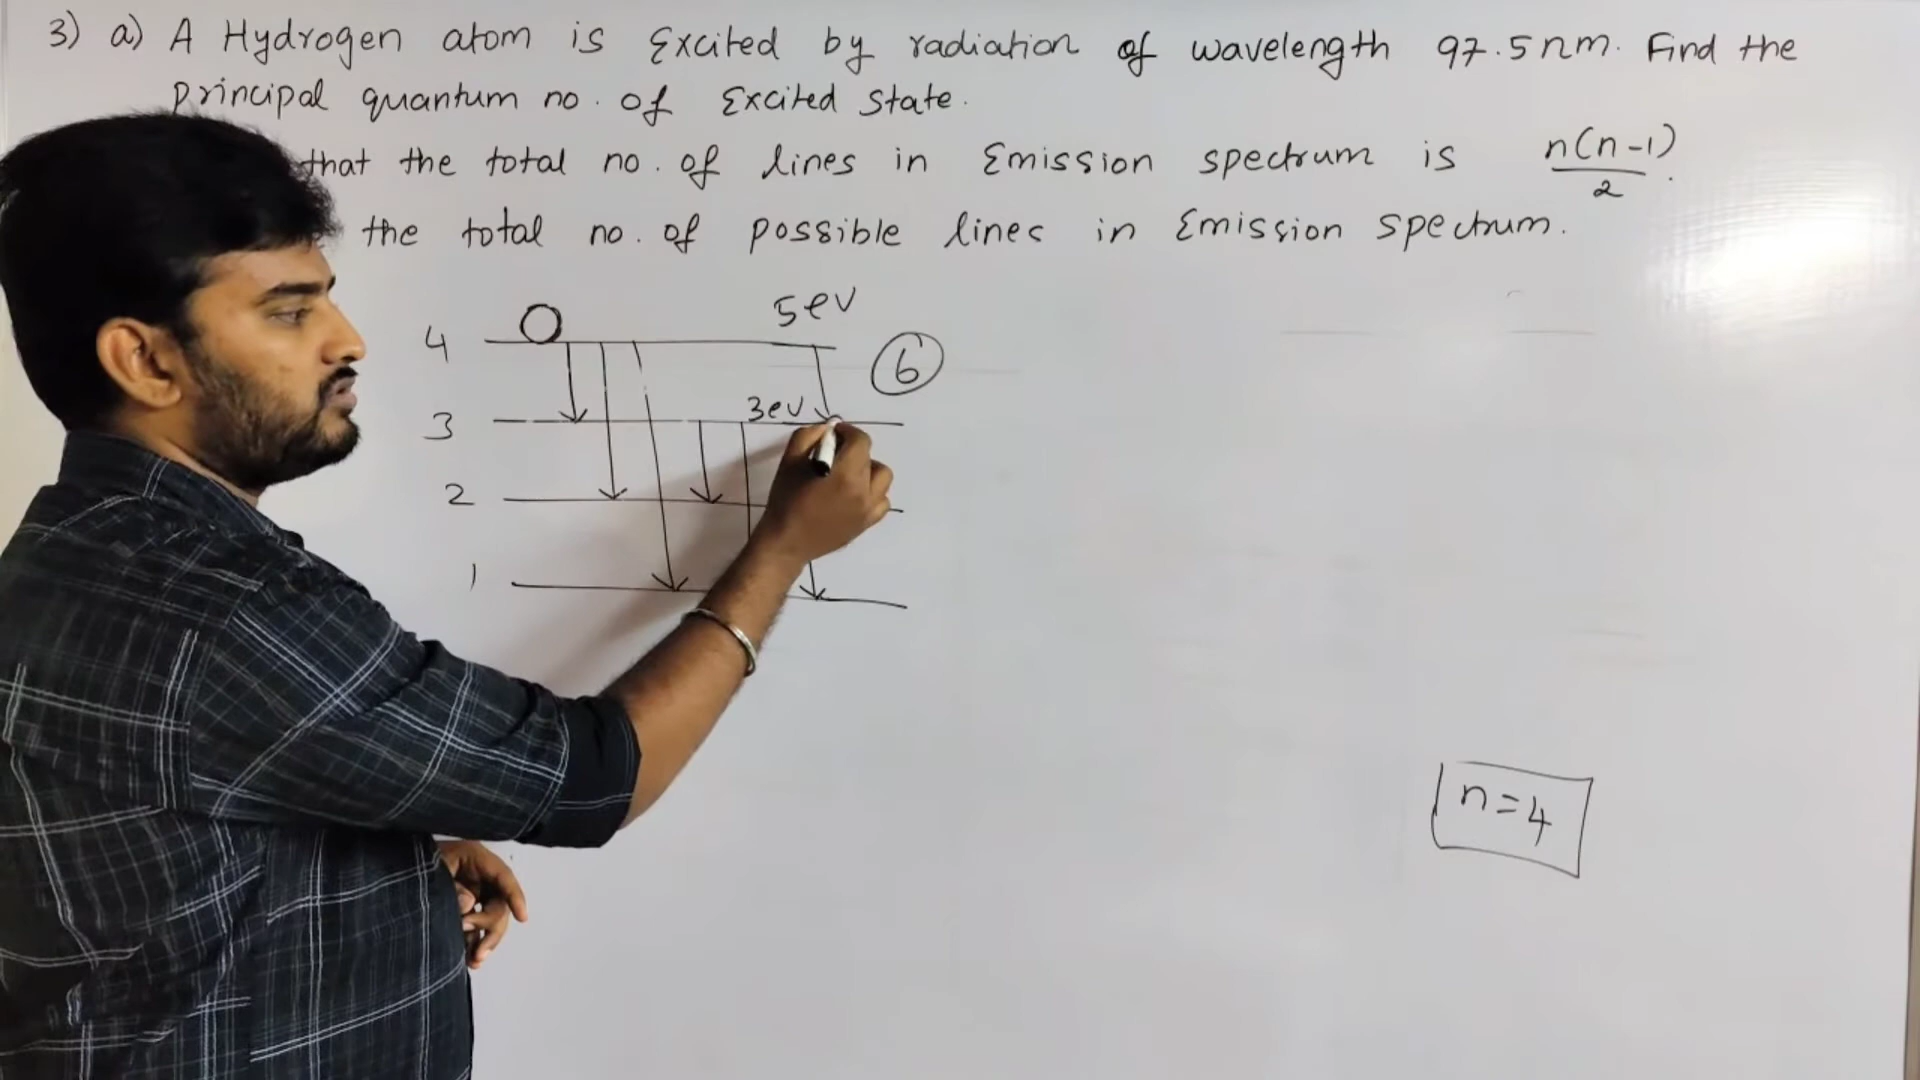 3) a) A Hydrogen atom is Excited by radiation of wavelength 97.5nm. Find the
principal quantum no. of Excited State.
that the total no. of lines in Emission spectrum is n(n-1)/2.
the total no. of possible lines in Emission spectrum.
5ev
4
6
3ev
3
2
1
n=4